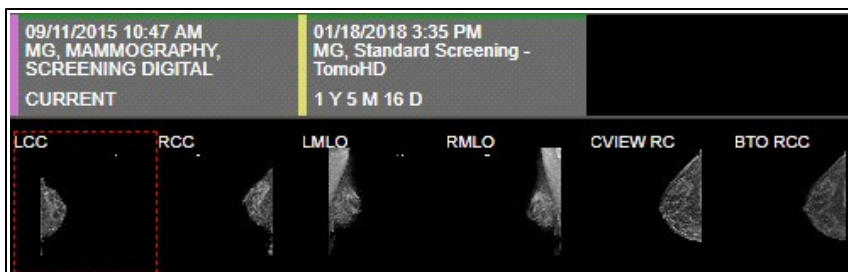 09/11/2015 10:47 AM
MG, MAMMOGRAPHY,
SCREENING DIGITAL
CURRENT
01/18/2018 3:35 PM
MG, Standard Screening -
TomoHD
1 Y 5 M 16 D
LCC RCC LMLO RMLO CVIEW RC BTO RCC